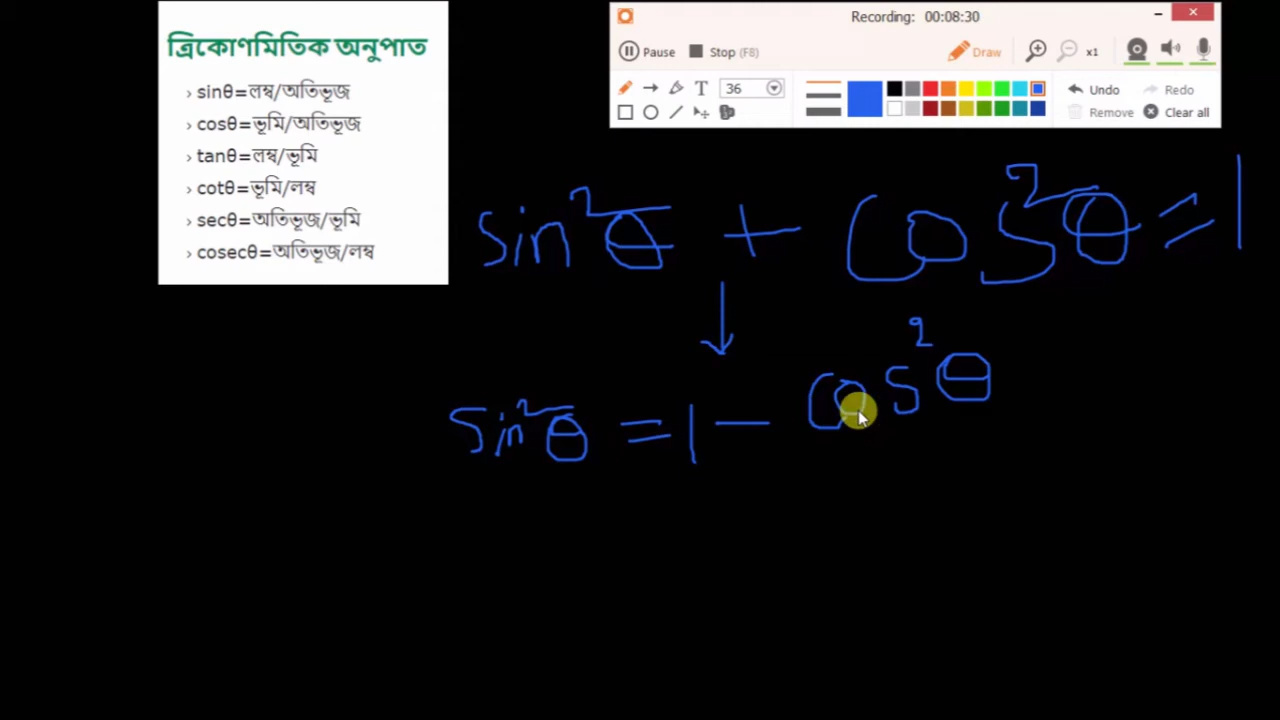 ত্রিকোণমিতিক অনুপাত
› sinθ=লম্ব/অতিভূজ
› cosθ=ভূমি/অতিভূজ
› tanθ=লম্ব/ভূমি
› cotθ=ভূমি/লম্ব
› secθ=অতিভূজ/ভূমি
› cosecθ=অতিভূজ/লম্ব
Recording: 00:08:30
Pause Stop (F8) Draw x1
T 36 Undo Redo
Remove Clear all
sin²θ + cos²θ = 1
sin²θ = 1 − cos²θ